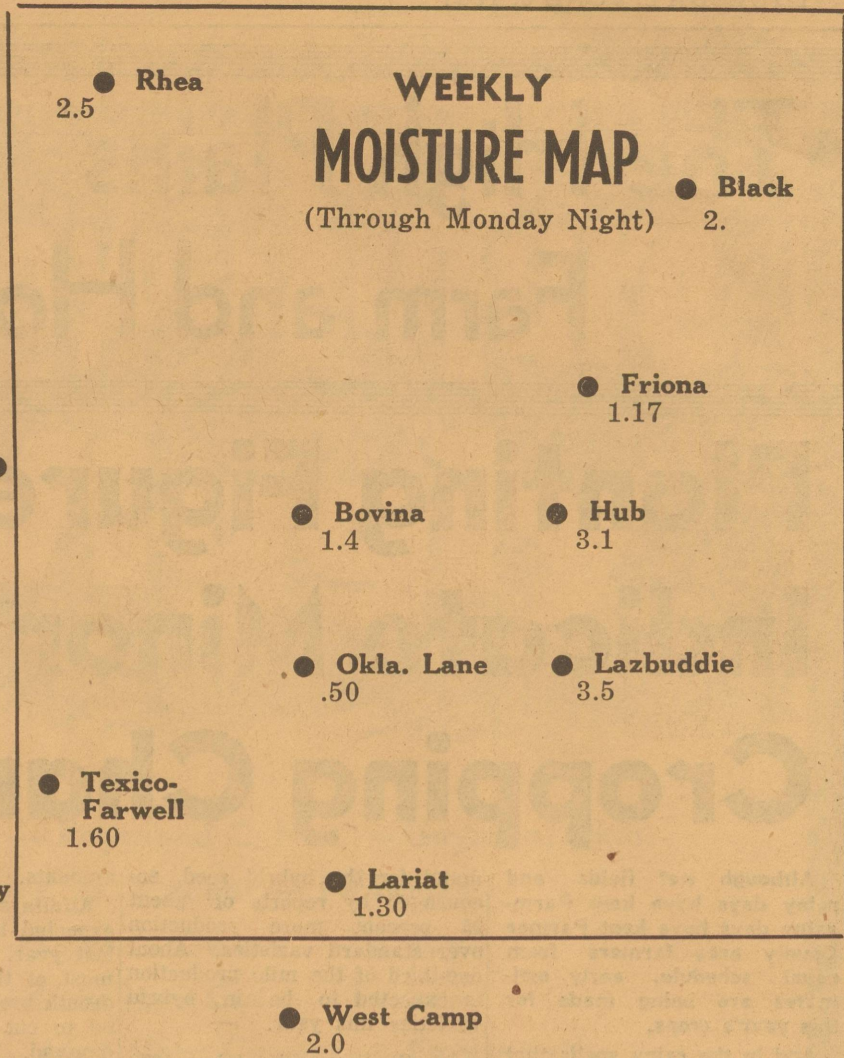 WEEKLY
MOISTURE MAP
(Through Monday Night)
Rhea
2.5
Black
2.
Friona
1.17
Bovina
1.4
Hub
3.1
Okla. Lane
.50
Lazbuddie
3.5
Texico-
Farwell
1.60
Lariat
1.30
West Camp
2.0